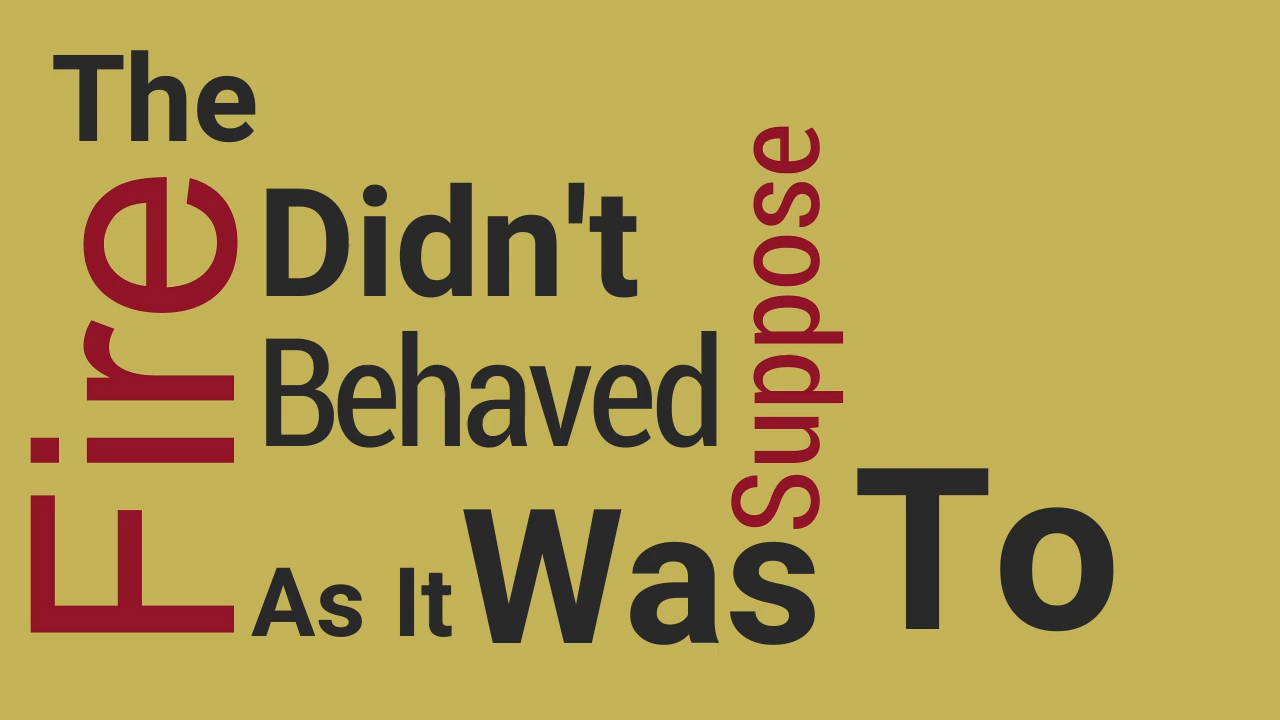 The
Fire
Didn't
Behaved
As It Was
Suppose
To